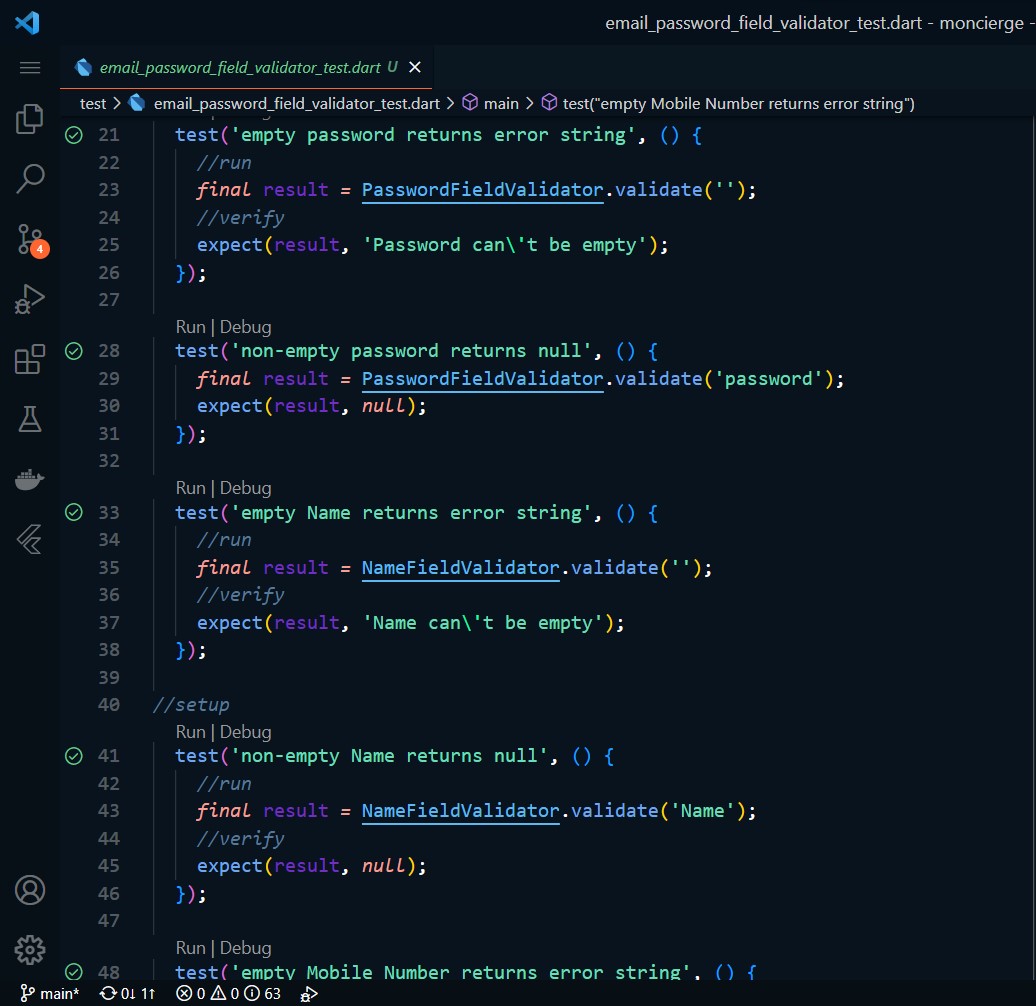 email_password_field_validator_test.dart - moncierge -
email_password_field_validator_test.dart U
test > email_password_field_validator_test.dart > main > test("empty Mobile Number returns error string")
21 test('empty password returns error string', () {
22 //run
23 final result = PasswordFieldValidator.validate('');
24 //verify
25 expect(result, 'Password can\'t be empty');
26 });
27
Run | Debug
28 test('non-empty password returns null', () {
29 final result = PasswordFieldValidator.validate('password');
30 expect(result, null);
31 });
32
Run | Debug
33 test('empty Name returns error string', () {
34 //run
35 final result = NameFieldValidator.validate('');
36 //verify
37 expect(result, 'Name can\'t be empty');
38 });
39
40 //setup
Run | Debug
41 test('non-empty Name returns null', () {
42 //run
43 final result = NameFieldValidator.validate('Name');
44 //verify
45 expect(result, null);
46 });
47
Run | Debug
48 test('empty Mobile Number returns error string', () {
4
main* 0↓ 1↑ 0 0 63